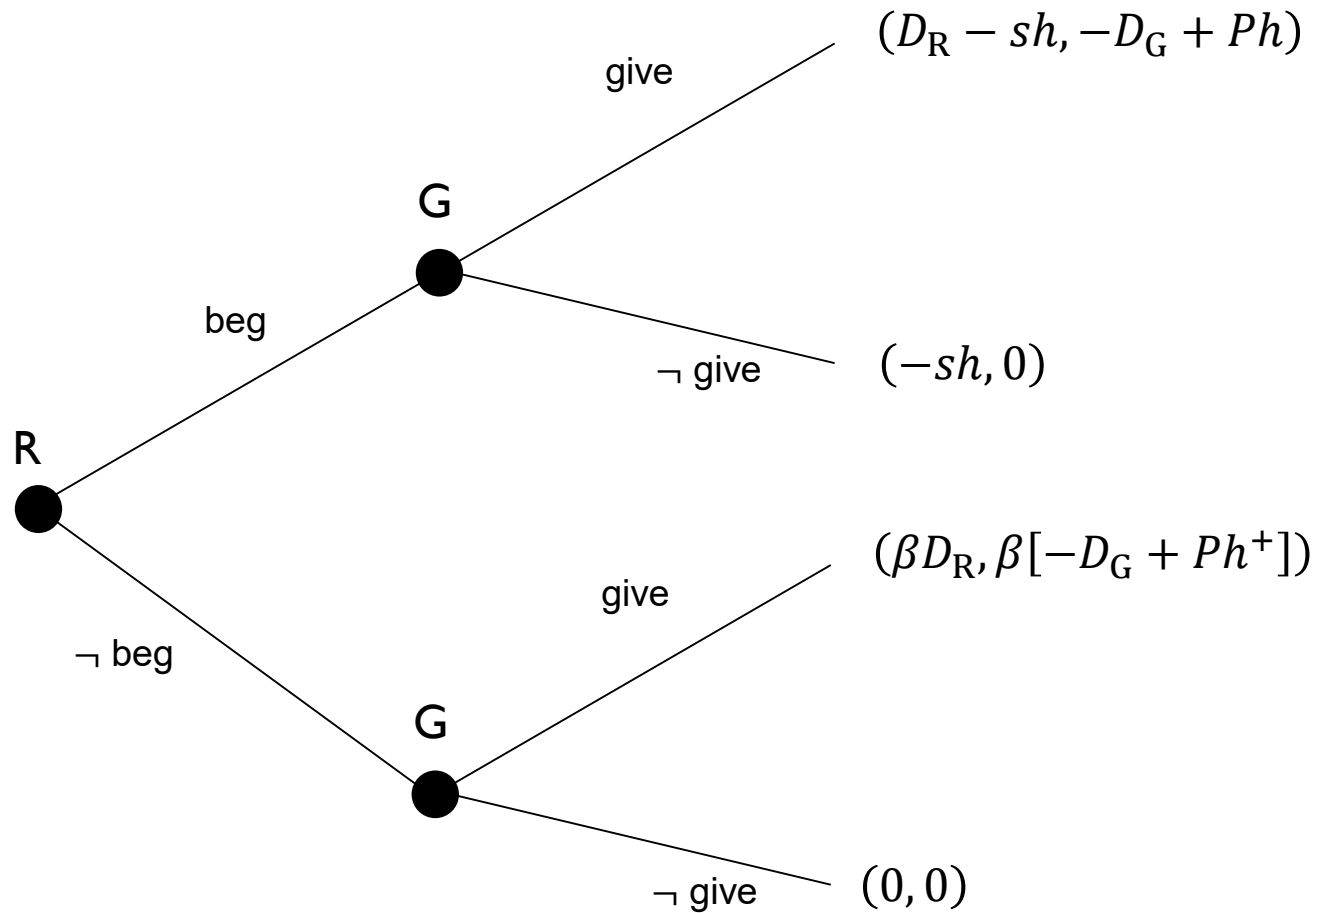 (D_R − sh, −D_G + Ph)
give
G
beg
¬ give
(−sh, 0)
R
(βD_R, β[−D_G + Ph⁺])
give
¬ beg
G
¬ give
(0, 0)